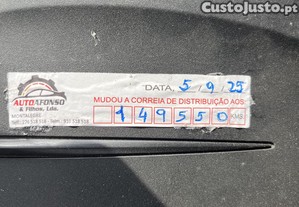 CustoJusto.pt
DATA, 5/9/25
AUTOAFONSO
& Filhos, Lda.
MUDOU A CORREIA DE DISTRIBUIÇÃO AOS
149550 KMS